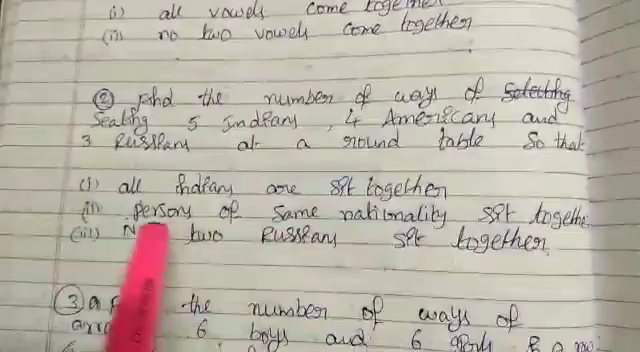 (i) all vowels come together
(ii) no two vowels come together
② Find the number of ways of selecting
Seating 5 Indians, 4 Americans and
3 Russians at a round table so that
(i) all Indians are sit together
(ii) persons of same nationality sit togethe
(iii) N two Russians sit together
③ the number of ways of
arra 6 boys and 6 girls